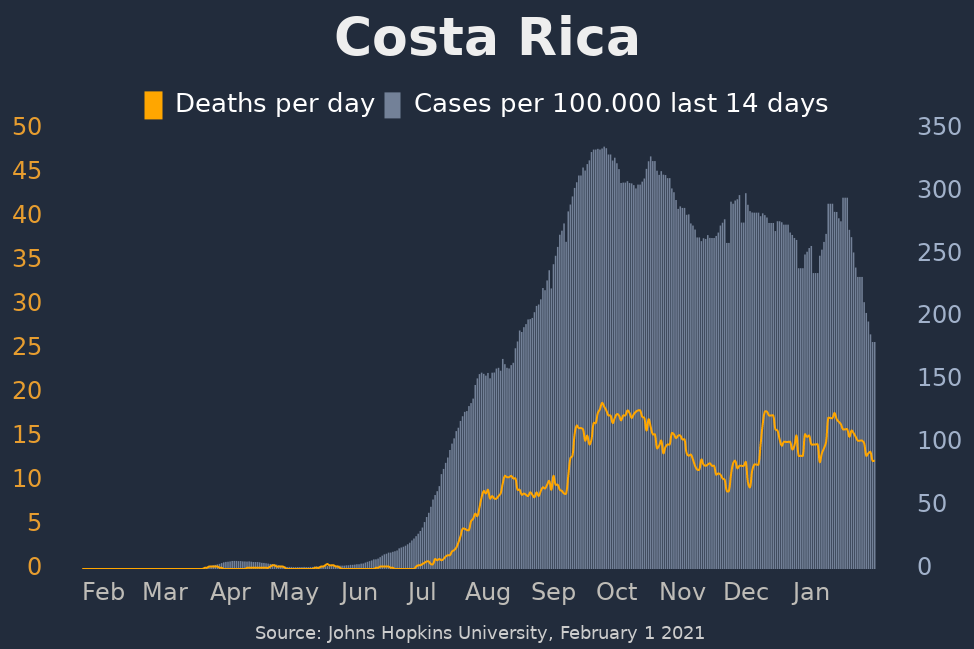 Costa Rica
Deaths per day Cases per 100.000 last 14 days
50 350
45
40 300
35 250
30
25 200
20 150
15 100
10
5 50
0 0
Feb Mar Apr May Jun Jul Aug Sep Oct Nov Dec Jan
Source: Johns Hopkins University, February 1 2021